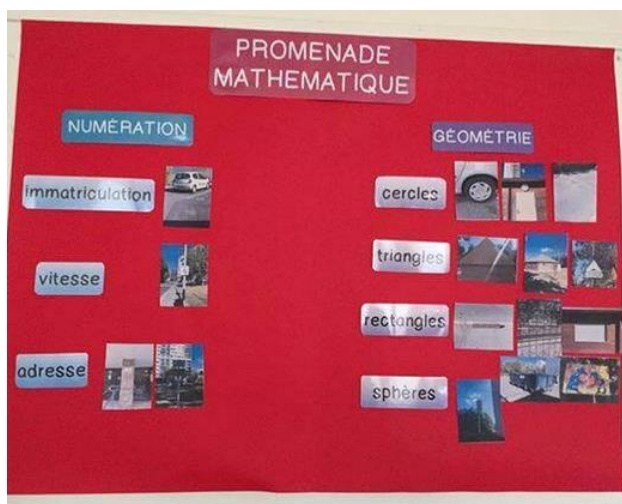 PROMENADE
MATHEMATIQUE
NUMÉRATION
immatriculation
vitesse
adresse
GÉOMÉTRIE
cercles
triangles
rectangles
sphères